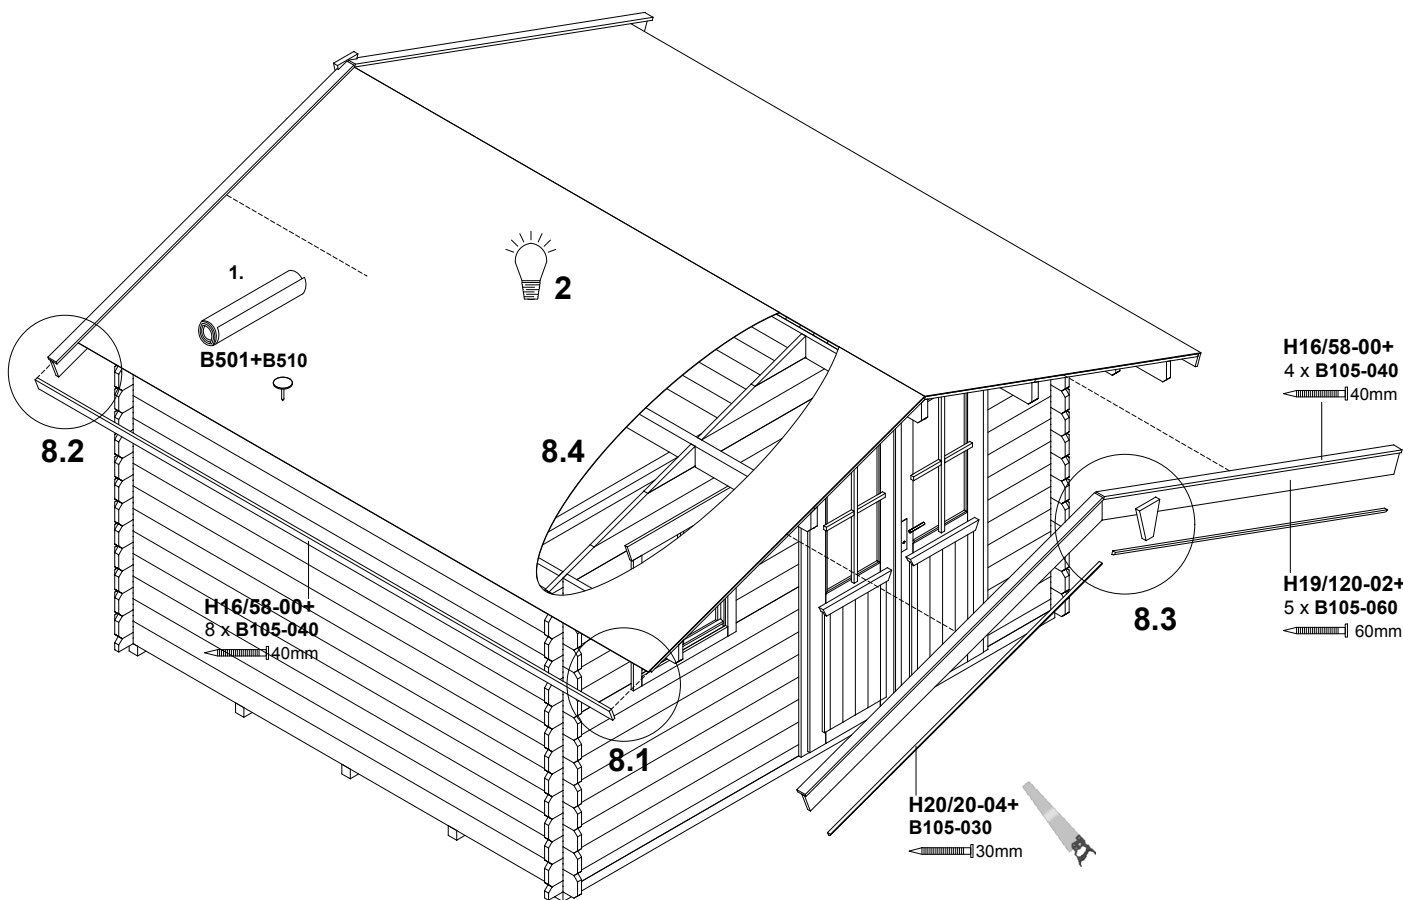 1.
B501+B510
2
8.2
8.4
H16/58-00+
4 x B105-040
40mm
H16/58-00+
8 x B105-040
40mm
8.3
H19/120-02+
5 x B105-060
60mm
8.1
H20/20-04+
B105-030
30mm